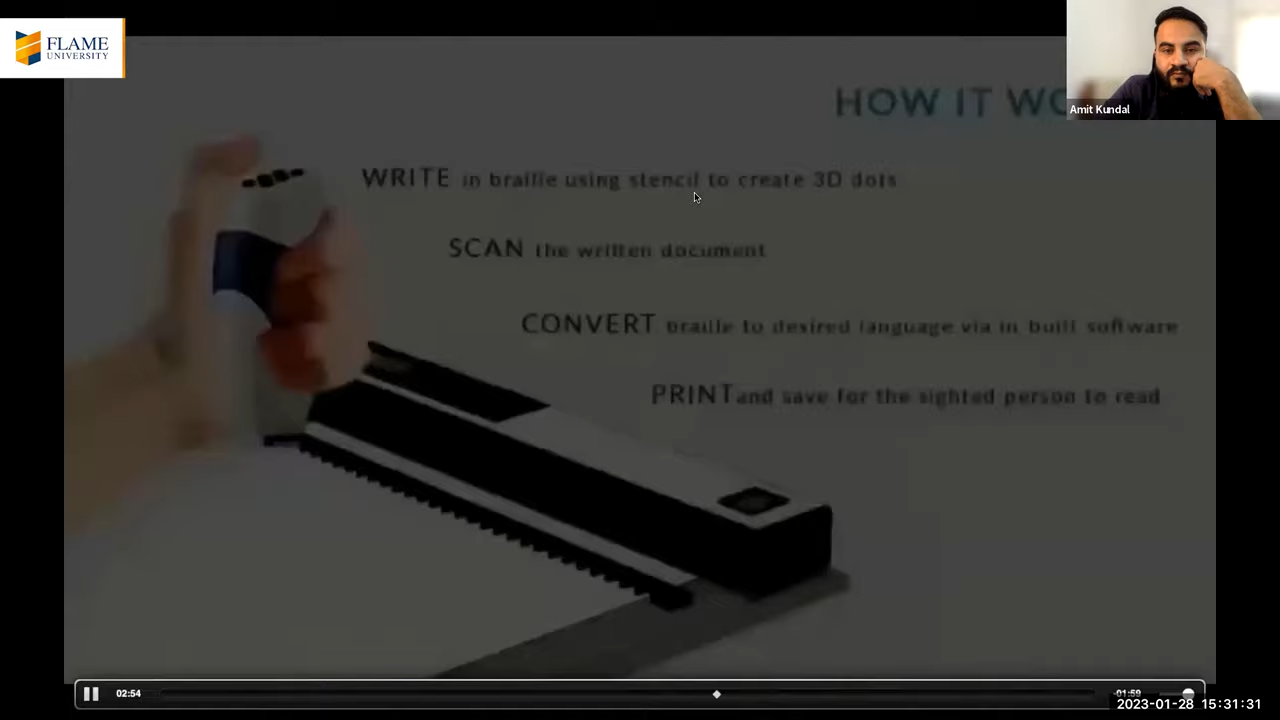 FLAME
UNIVERSITY
Amit Kundal
HOW IT
WRITE in braille using stencil to create 3D dots
SCAN the written document
CONVERT braille to desired language via in built software
PRINT and save for the sighted person to read
02:54
-01:59
2023-01-28 15:31:31